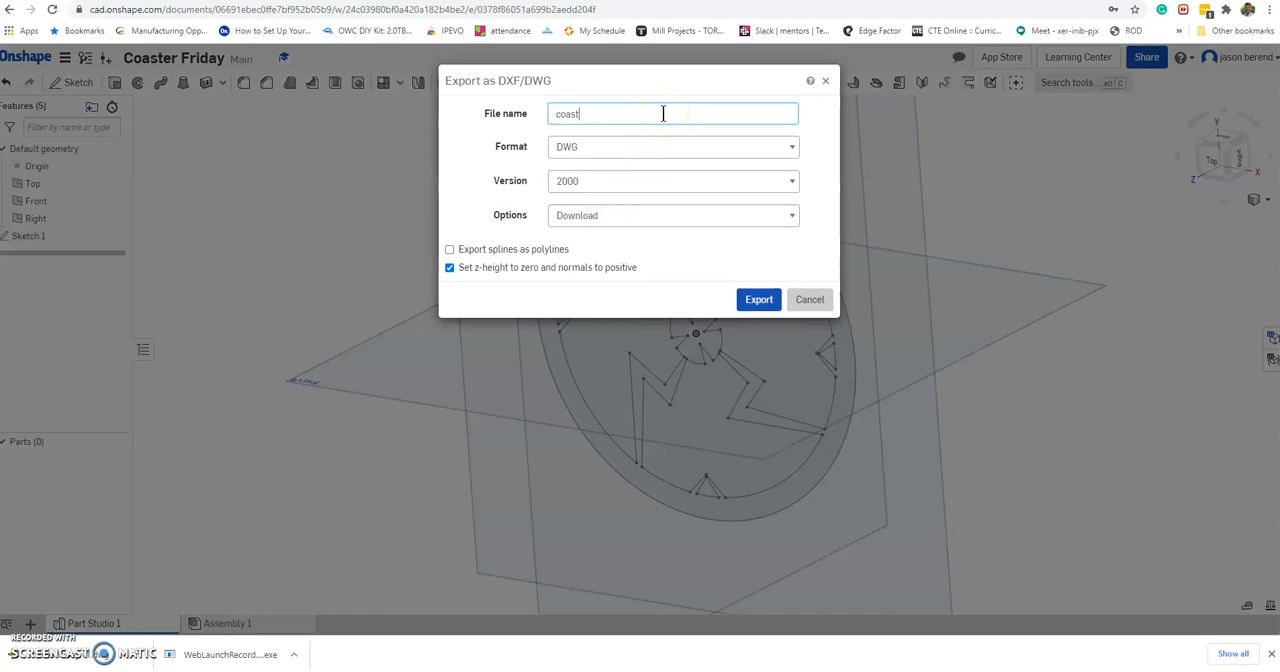 cad.onshape.com/documents/06691ebec0ffe7bf952b05b9/w/24c03980bf0a420a182b4be2/e/0378f86051a699b2aedd204f
Apps Bookmarks Manufacturing Opp... How to Set Up Your... OWC DIY Kit: 2.0TB... IPEVO attendance My Schedule Mill Projects - TOR... Slack | mentors | Te... Edge Factor CTE Online :: Curric... Meet - xer-inib-pjx ROD » Other bookmarks
Onshape Coaster Friday Main App Store Learning Center Share jason berend
Sketch Search tools... alt C
Features (5)
Filter by name or type
Default geometry
Origin
Top
Front
Right
Sketch 1
Parts (0)
Export as DXF/DWG
File name coast
Format DWG
Version 2000
Options Download
Export splines as polylines
Set z-height to zero and normals to positive
Export Cancel
Y
Top Right
Z X
Part Studio 1 Assembly 1
RECORDED WITH
SCREENCAST MATIC
WebLaunchRecord....exe
Show all